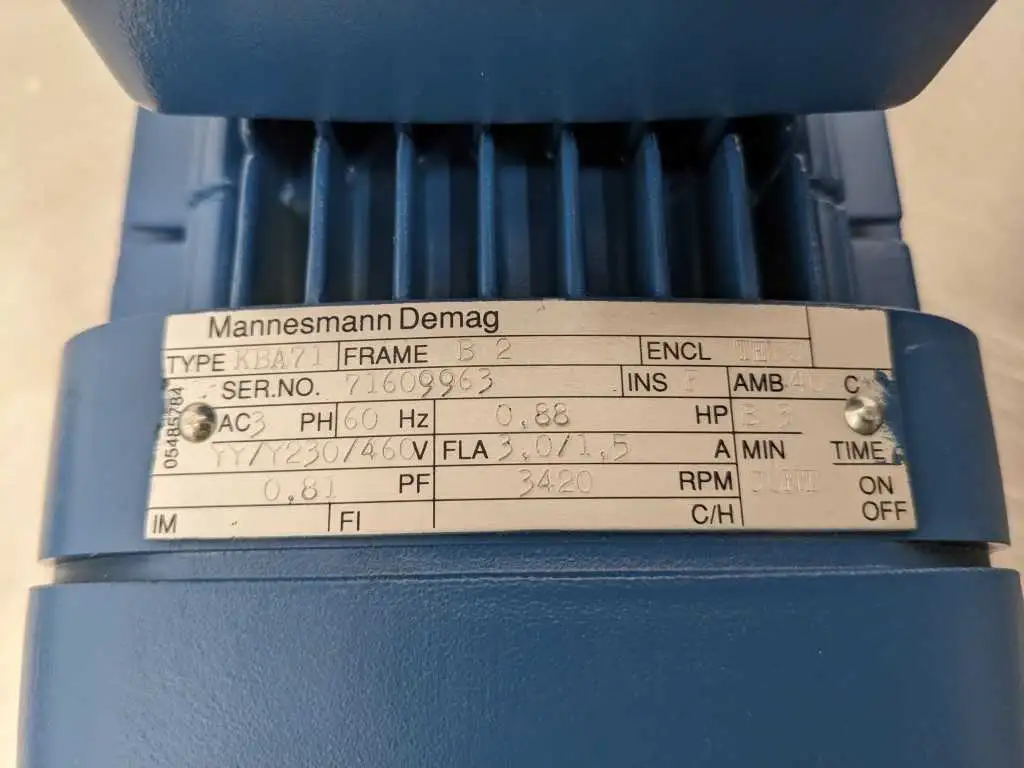 Mannesmann Demag
TYPE KBA71 FRAME B 2 ENCL
SER.NO. 71609963 INS F AMB 40 C
AC3 PH 60 Hz 0,88 HP B 3
YY/Y230/460V FLA 3,0/1,5 A MIN TIME
0,81 PF 3420 RPM ON
IM FI C/H OFF
05485784